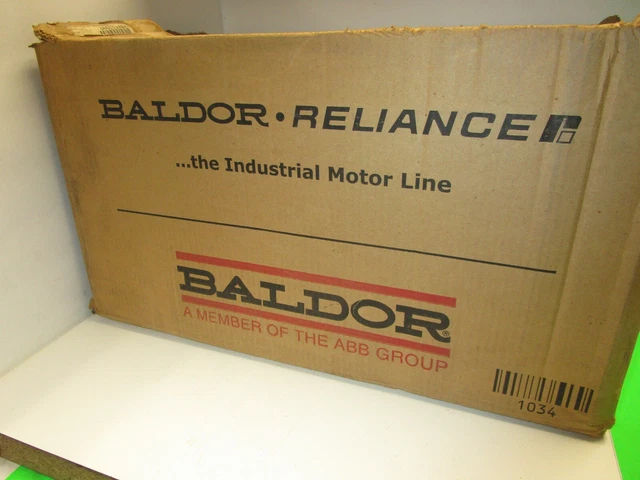 BALDOR • RELIANCE
...the Industrial Motor Line
BALDOR®
A MEMBER OF THE ABB GROUP
1034